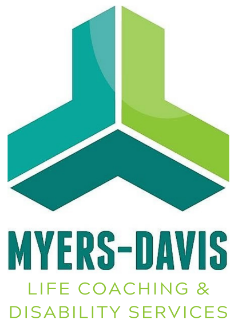 MYERS-DAVIS
LIFE COACHING &
DISABILITY SERVICES